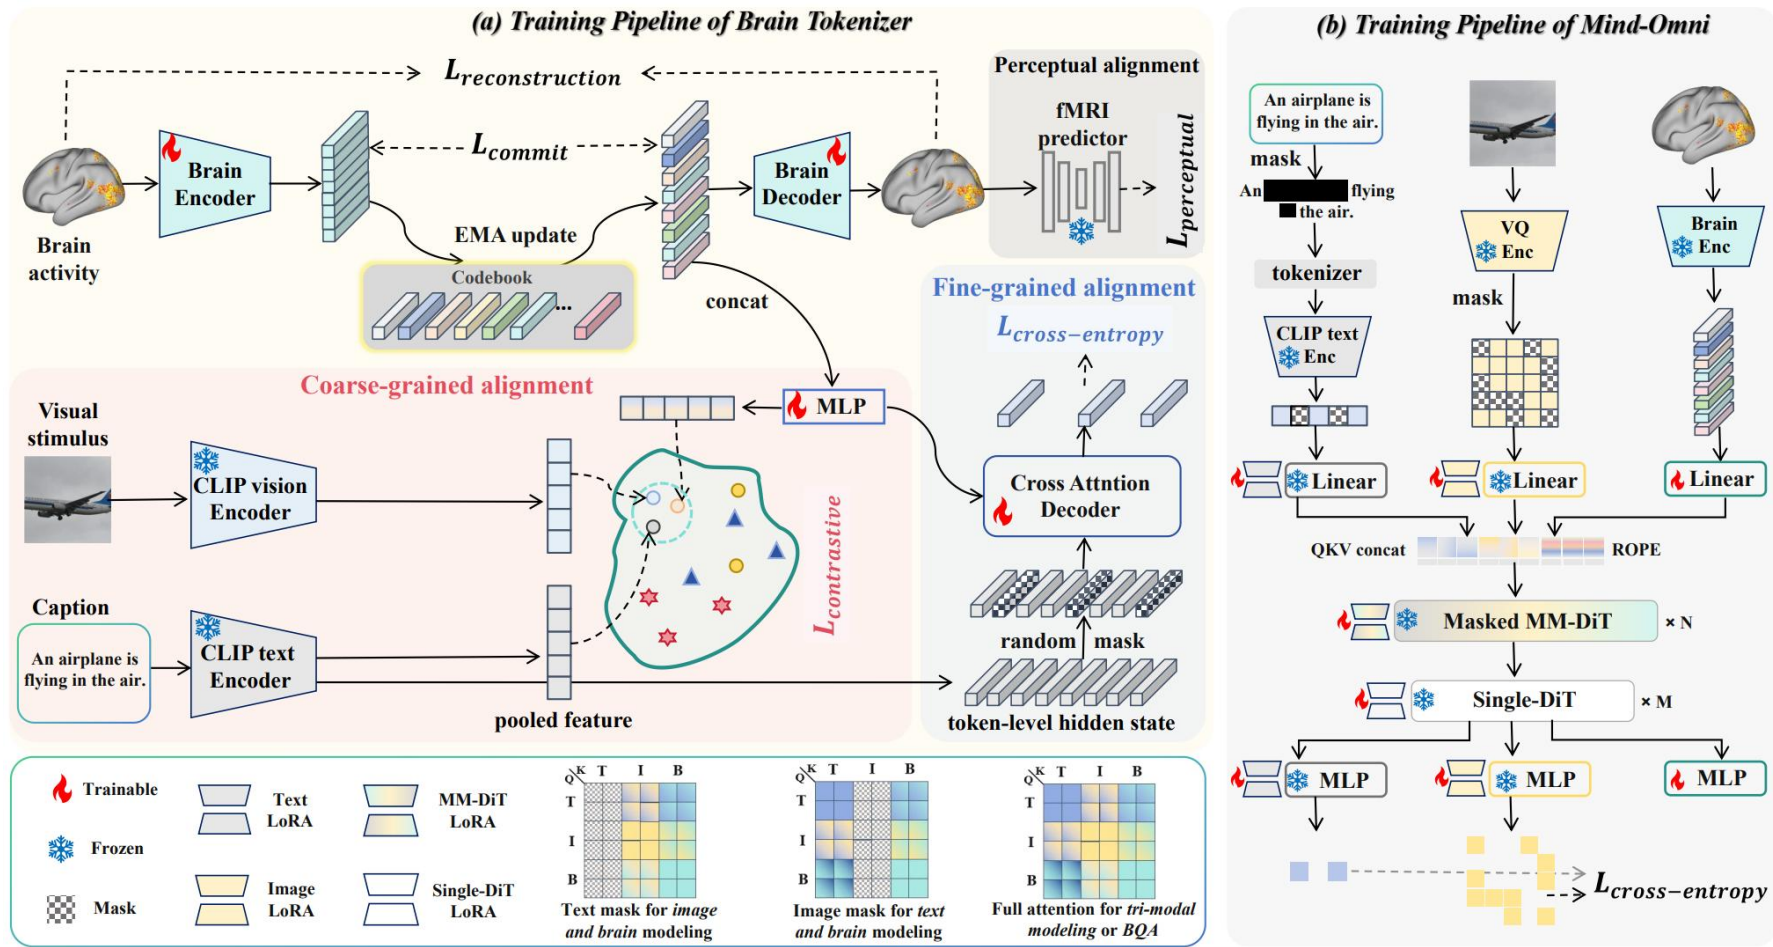 (a) Training Pipeline of Brain Tokenizer
L_reconstruction
Brain
Encoder
L_commit
Brain
Decoder
Brain
activity
EMA update
Codebook
...
concat
Perceptual alignment
fMRI
predictor
L_perceptual
Fine-grained alignment
L_cross-entropy
Coarse-grained alignment
MLP
Visual
stimulus
CLIP vision
Encoder
Cross Attntion
Decoder
L_contrastive
Caption
An airplane is
flying in the air.
CLIP text
Encoder
pooled feature
random mask
token-level hidden state
Trainable
Frozen
Mask
Text
LoRA
Image
LoRA
MM-DiT
LoRA
Single-DiT
LoRA
K
Q
T I B
T
I
B
Text mask for image
and brain modeling
K
Q
T I B
T
I
B
Image mask for text
and brain modeling
K
Q
T I B
T
I
B
Full attention for tri-modal
modeling or BQA
(b) Training Pipeline of Mind-Omni
An airplane is
flying in the air.
mask
An flying
the air.
tokenizer
CLIP text
Enc
VQ
Enc
mask
Brain
Enc
Linear
Linear
Linear
QKV concat
ROPE
Masked MM-DiT × N
Single-DiT × M
MLP
MLP
MLP
L_cross-entropy